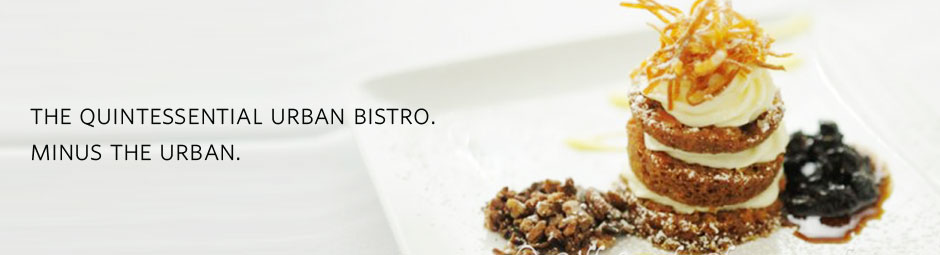 THE QUINTESSENTIAL URBAN BISTRO.
MINUS THE URBAN.